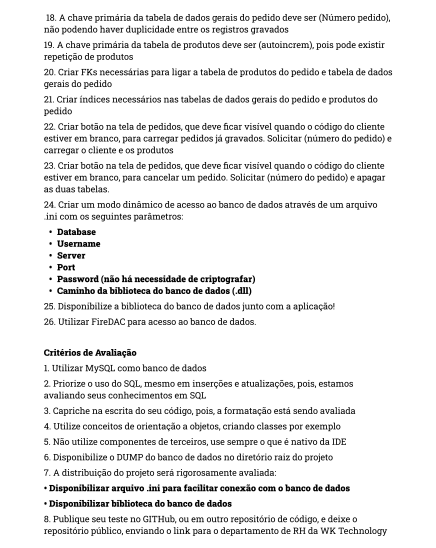 18. A chave primária da tabela de dados gerais do pedido deve ser (Número pedido),
não podendo haver duplicidade entre os registros gravados
19. A chave primária da tabela de produtos deve ser (autoincrem), pois pode existir
repetição de produtos
20. Criar FKs necessárias para ligar a tabela de produtos do pedido e tabela de dados
gerais do pedido
21. Criar índices necessários nas tabelas de dados gerais do pedido e produtos do
pedido
22. Criar botão na tela de pedidos, que deve ficar visível quando o código do cliente
estiver em branco, para carregar pedidos já gravados. Solicitar (número do pedido) e
carregar o cliente e os produtos
23. Criar botão na tela de pedidos, que deve ficar visível quando o código do cliente
estiver em branco, para cancelar um pedido. Solicitar (número do pedido) e apagar
as duas tabelas.
24. Criar um modo dinâmico de acesso ao banco de dados através de um arquivo
.ini com os seguintes parâmetros:
• Database
• Username
• Server
• Port
• Password (não há necessidade de criptografar)
• Caminho da biblioteca do banco de dados (.dll)
25. Disponibilize a biblioteca do banco de dados junto com a aplicação!
26. Utilizar FireDAC para acesso ao banco de dados.
Critérios de Avaliação
1. Utilizar MySQL como banco de dados
2. Priorize o uso do SQL, mesmo em inserções e atualizações, pois, estamos
avaliando seus conhecimentos em SQL
3. Capriche na escrita do seu código, pois, a formatação está sendo avaliada
4. Utilize conceitos de orientação a objetos, criando classes por exemplo
5. Não utilize componentes de terceiros, use sempre o que é nativo da IDE
6. Disponibilize o DUMP do banco de dados no diretório raiz do projeto
7. A distribuição do projeto será rigorosamente avaliada:
• Disponibilizar arquivo .ini para facilitar conexão com o banco de dados
• Disponibilizar biblioteca do banco de dados
8. Publique seu teste no GITHub, ou em outro repositório de código, e deixe o
repositório público, enviando o link para o departamento de RH da WK Technology